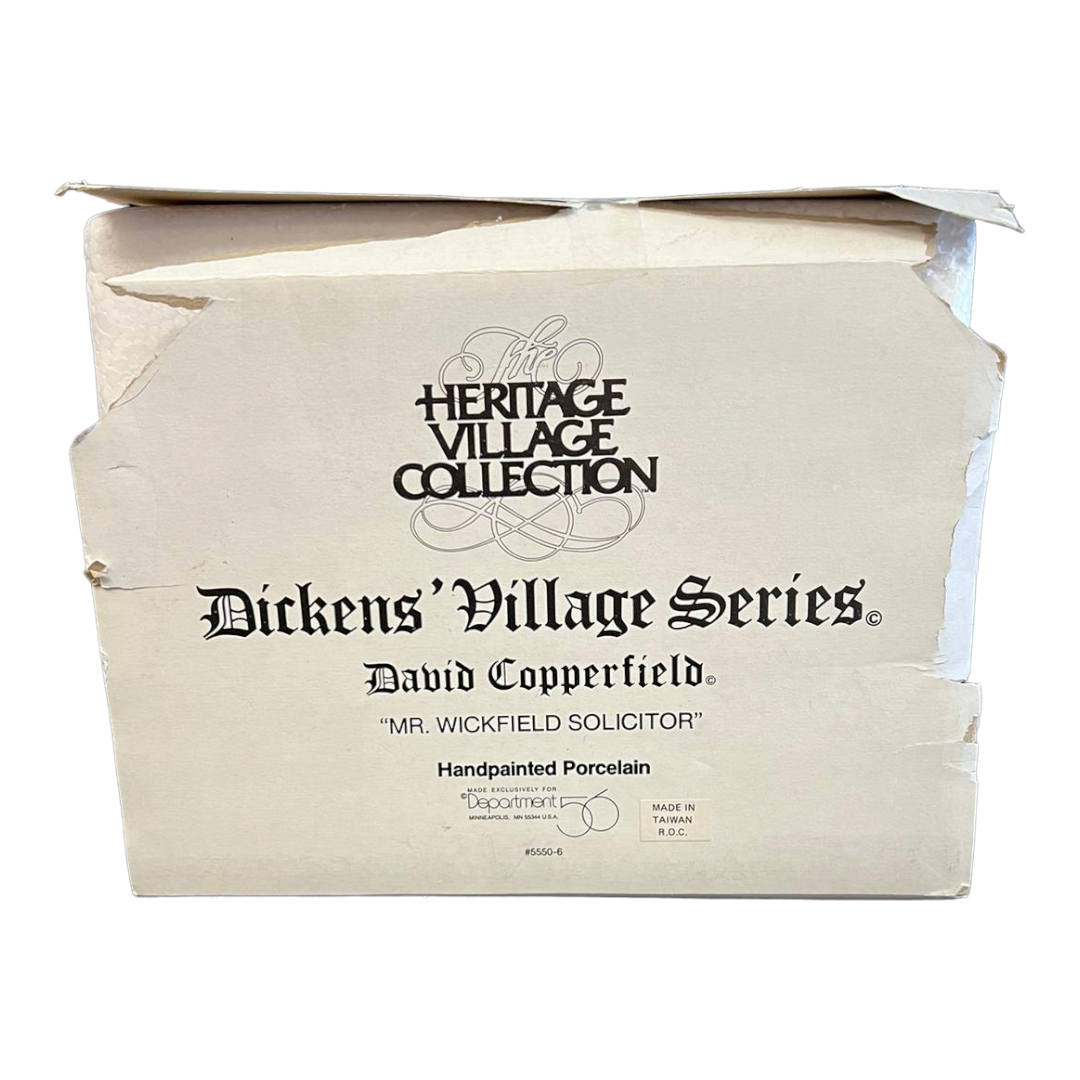 The
HERITAGE
VILLAGE
COLLECTION
Dickens' Village Series©
David Copperfield©
“MR. WICKFIELD SOLICITOR”
Handpainted Porcelain
MADE EXCLUSIVELY FOR
©Department 56
MINNEAPOLIS, MN 55344 U.S.A.
MADE IN
TAIWAN
R.O.C.
#5550-6